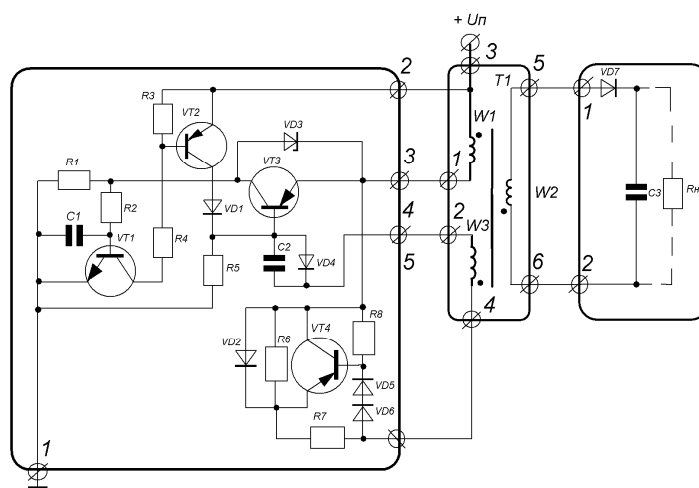 + Uп
3
2
T1
5
R3
VT2
VD7
W1
1
VD3
R1
VT3
3
1
C1
R2
VD1
4
2
W2
C3
Rн
VT1
R4
R5
C2
VD4
W3
5
6
2
4
VD2
R6
VT4
R8
VD5
VD6
R7
1